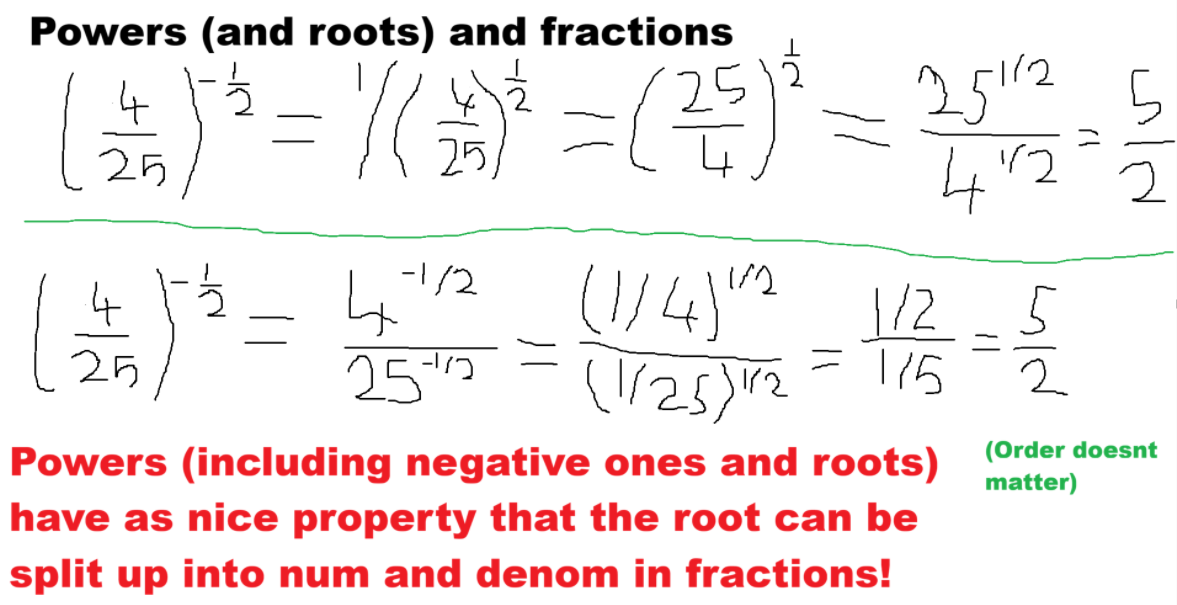 Powers (and roots) and fractions
(4/25)^(-1/2) = 1/((4/25)^(1/2)) = (25/4)^(1/2) = 25^(1/2)/4^(1/2) = 5/2
(4/25)^(-1/2) = 4^(-1/2)/25^(-1/2) = (1/4)^(1/2)/(1/25)^(1/2) = (1/2)/(1/5) = 5/2
Powers (including negative ones and roots)
have as nice property that the root can be
split up into num and denom in fractions!
(Order doesnt
matter)